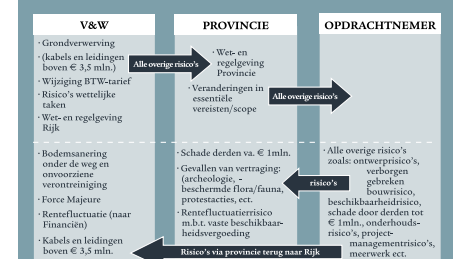 V&W
· Grondverwerving
· (kabels en leidingen
boven € 3,5 mln.)
· Wijziging BTW-tarief
· Risico's wettelijke
taken
· Wet- en regelgeving
Rijk
Alle overige risico's
PROVINCIE
· Wet- en
regelgeving
Provincie
· Veranderingen in
essentiële
vereisten/scope
Alle overige risico's
OPDRACHTNEMER
· Bodemsanering
onder de weg en
onvoorziene
verontreiniging
· Force Majeure
· Rentefluctuatie (naar
Financiën)
· Kabels en leidingen
boven € 3,5 mln.
· Schade derden va. € 1mln.
· Gevallen van vertraging:
(archeologie, -
beschermde flora/fauna,
protestacties, ect.
· Rentefluctuatierrisico
m.b.t. vaste beschikbaar-
heidsvergoeding
risico's
· Alle overige risico's
zoals: ontwerprisico's,
verborgen
gebreken
bouwrisico,
beschikbaarheidrisico,
schade door derden tot
€ 1mln., onderhouds-
risico's, project-
managementrisico's,
meerwerk ect.
Risico's via provincie terug naar Rijk